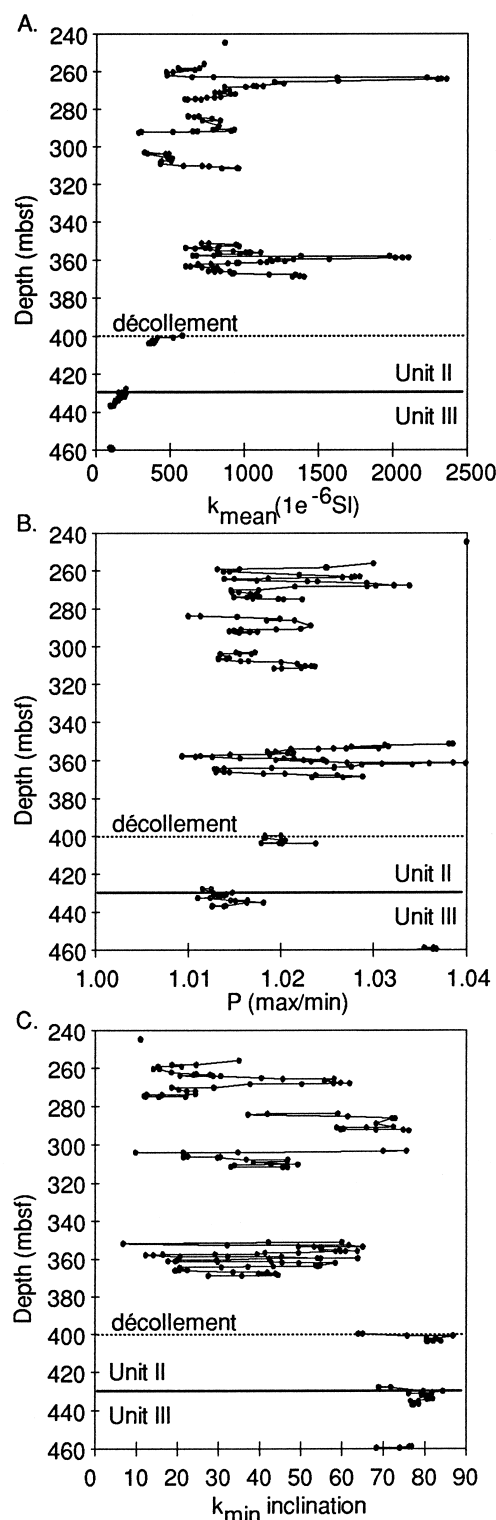 A.
240
260
280
300
320
340
360
380
400
420
440
460
Depth (mbsf)
décollement
Unit II
Unit III
0 500 1000 1500 2000 2500
kmean(1e-6SI)
B.
240
260
280
300
320
340
360
380
400
420
440
460
Depth (mbsf)
décollement
Unit II
Unit III
1.00 1.01 1.02 1.03 1.04
P (max/min)
C.
240
260
280
300
320
340
360
380
400
420
440
460
Depth (mbsf)
décollement
Unit II
Unit III
0 10 20 30 40 50 60 70 80 90
kmin inclination